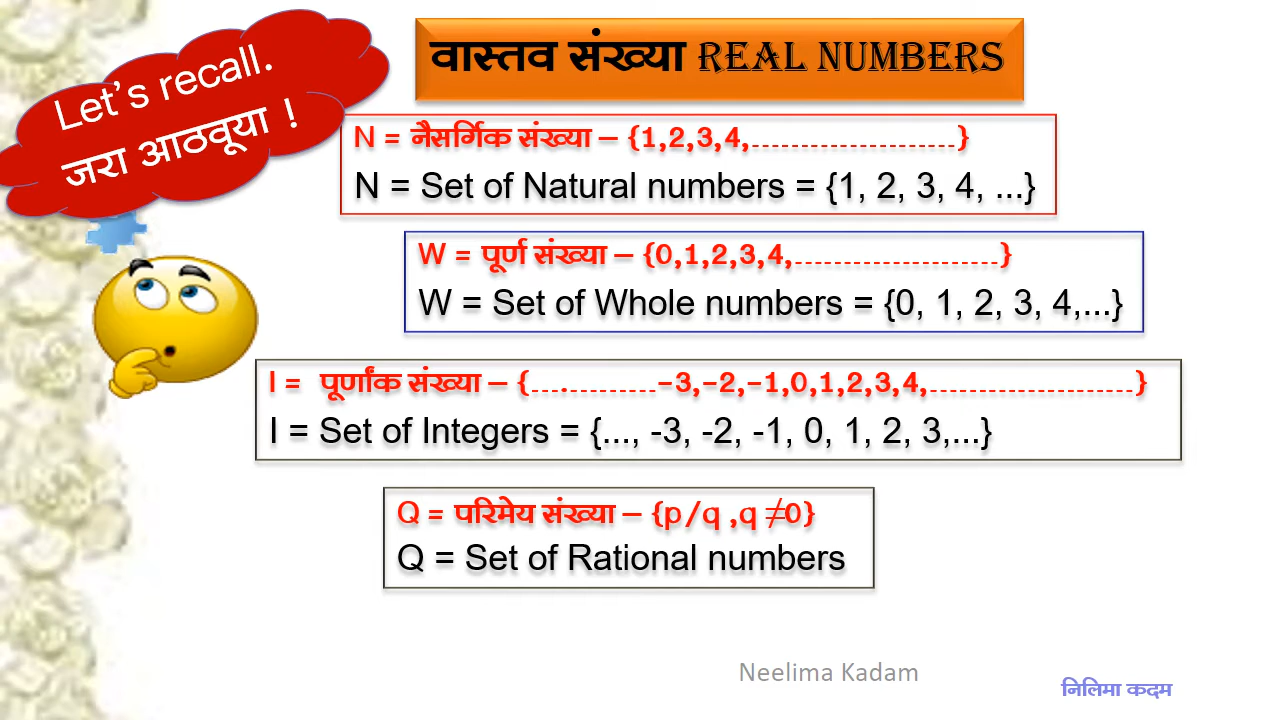 Let's recall.
जरा आठवूया !
वास्तव संख्या REAL NUMBERS
N = नैसर्गिक संख्या – {1,2,3,4,.....................}
N = Set of Natural numbers = {1, 2, 3, 4, ...}
W = पूर्ण संख्या – {0,1,2,3,4,.....................}
W = Set of Whole numbers = {0, 1, 2, 3, 4,...}
I = पूर्णांक संख्या – {.............-3,-2,-1,0,1,2,3,4,.....................}
I = Set of Integers = {..., -3, -2, -1, 0, 1, 2, 3,...}
Q = परिमेय संख्या – {p/q ,q ≠0}
Q = Set of Rational numbers
Neelima Kadam
निलिमा कदम